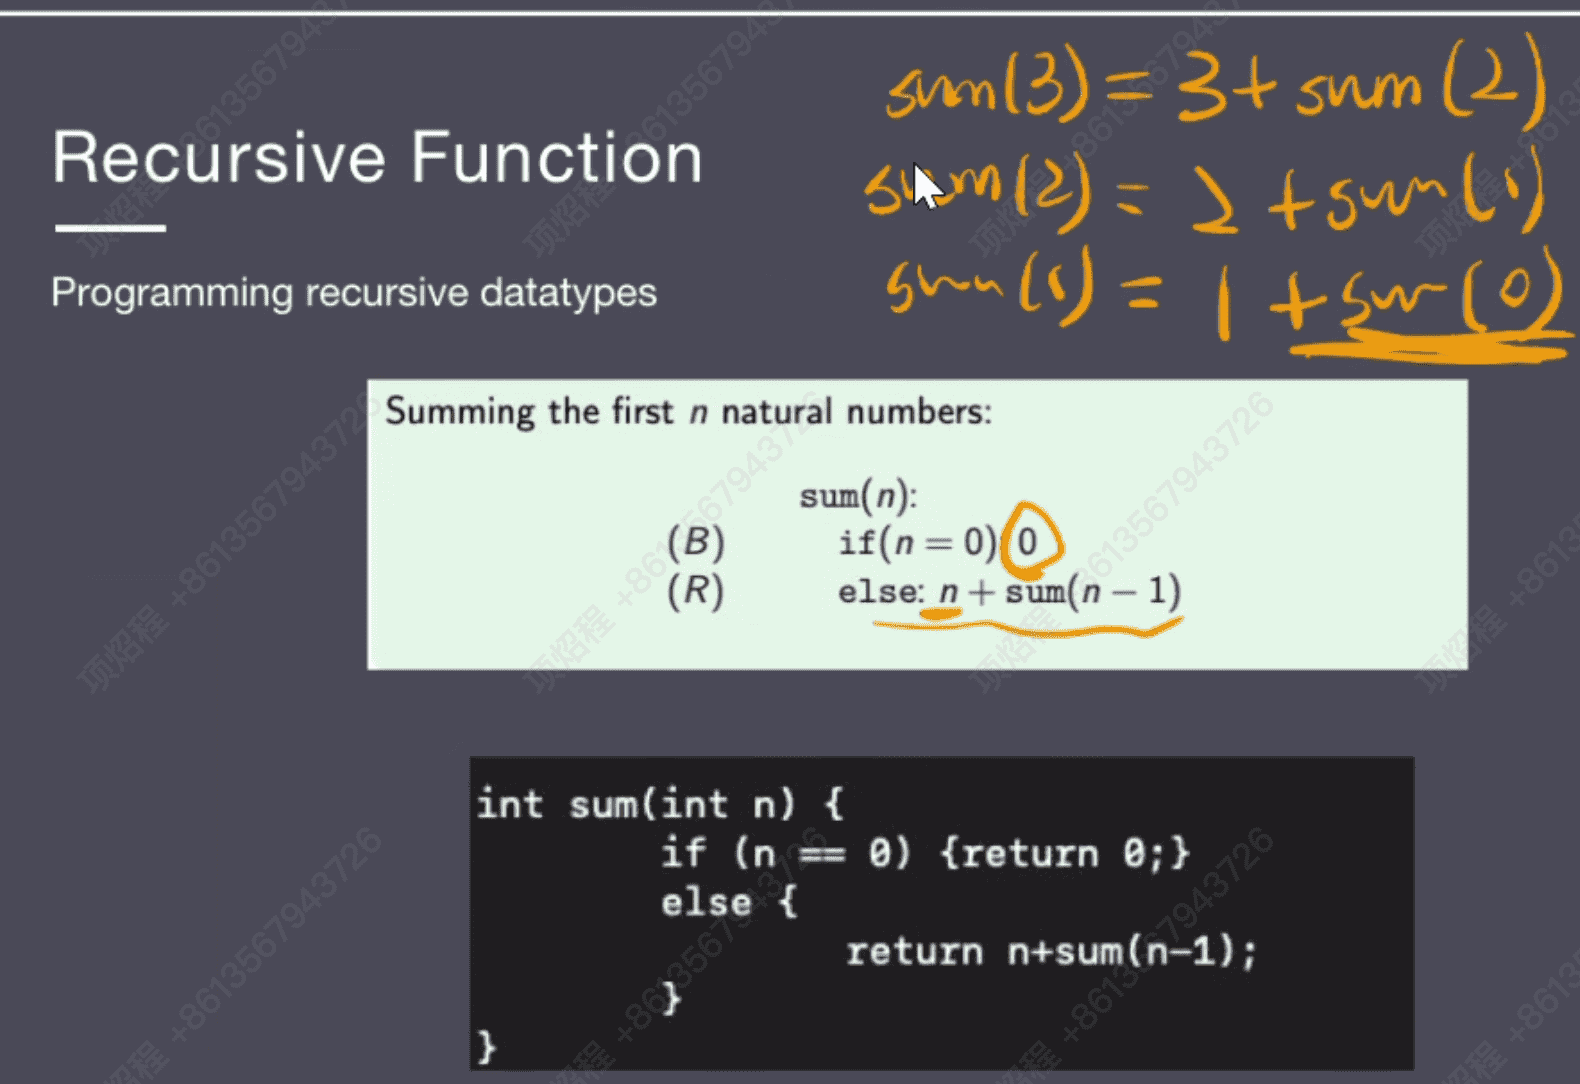 Recursive Function
Programming recursive datatypes
sum(3) = 3 + sum(2)
sum(2) = 2 + sum(1)
sum(1) = 1 + sum(0)
Summing the first n natural numbers:
sum(n):
(B) if(n = 0) 0
(R) else: n + sum(n − 1)
int sum(int n) {
if (n == 0) {return 0;}
else {
return n+sum(n-1);
}
}
项焰程 +8613567943726